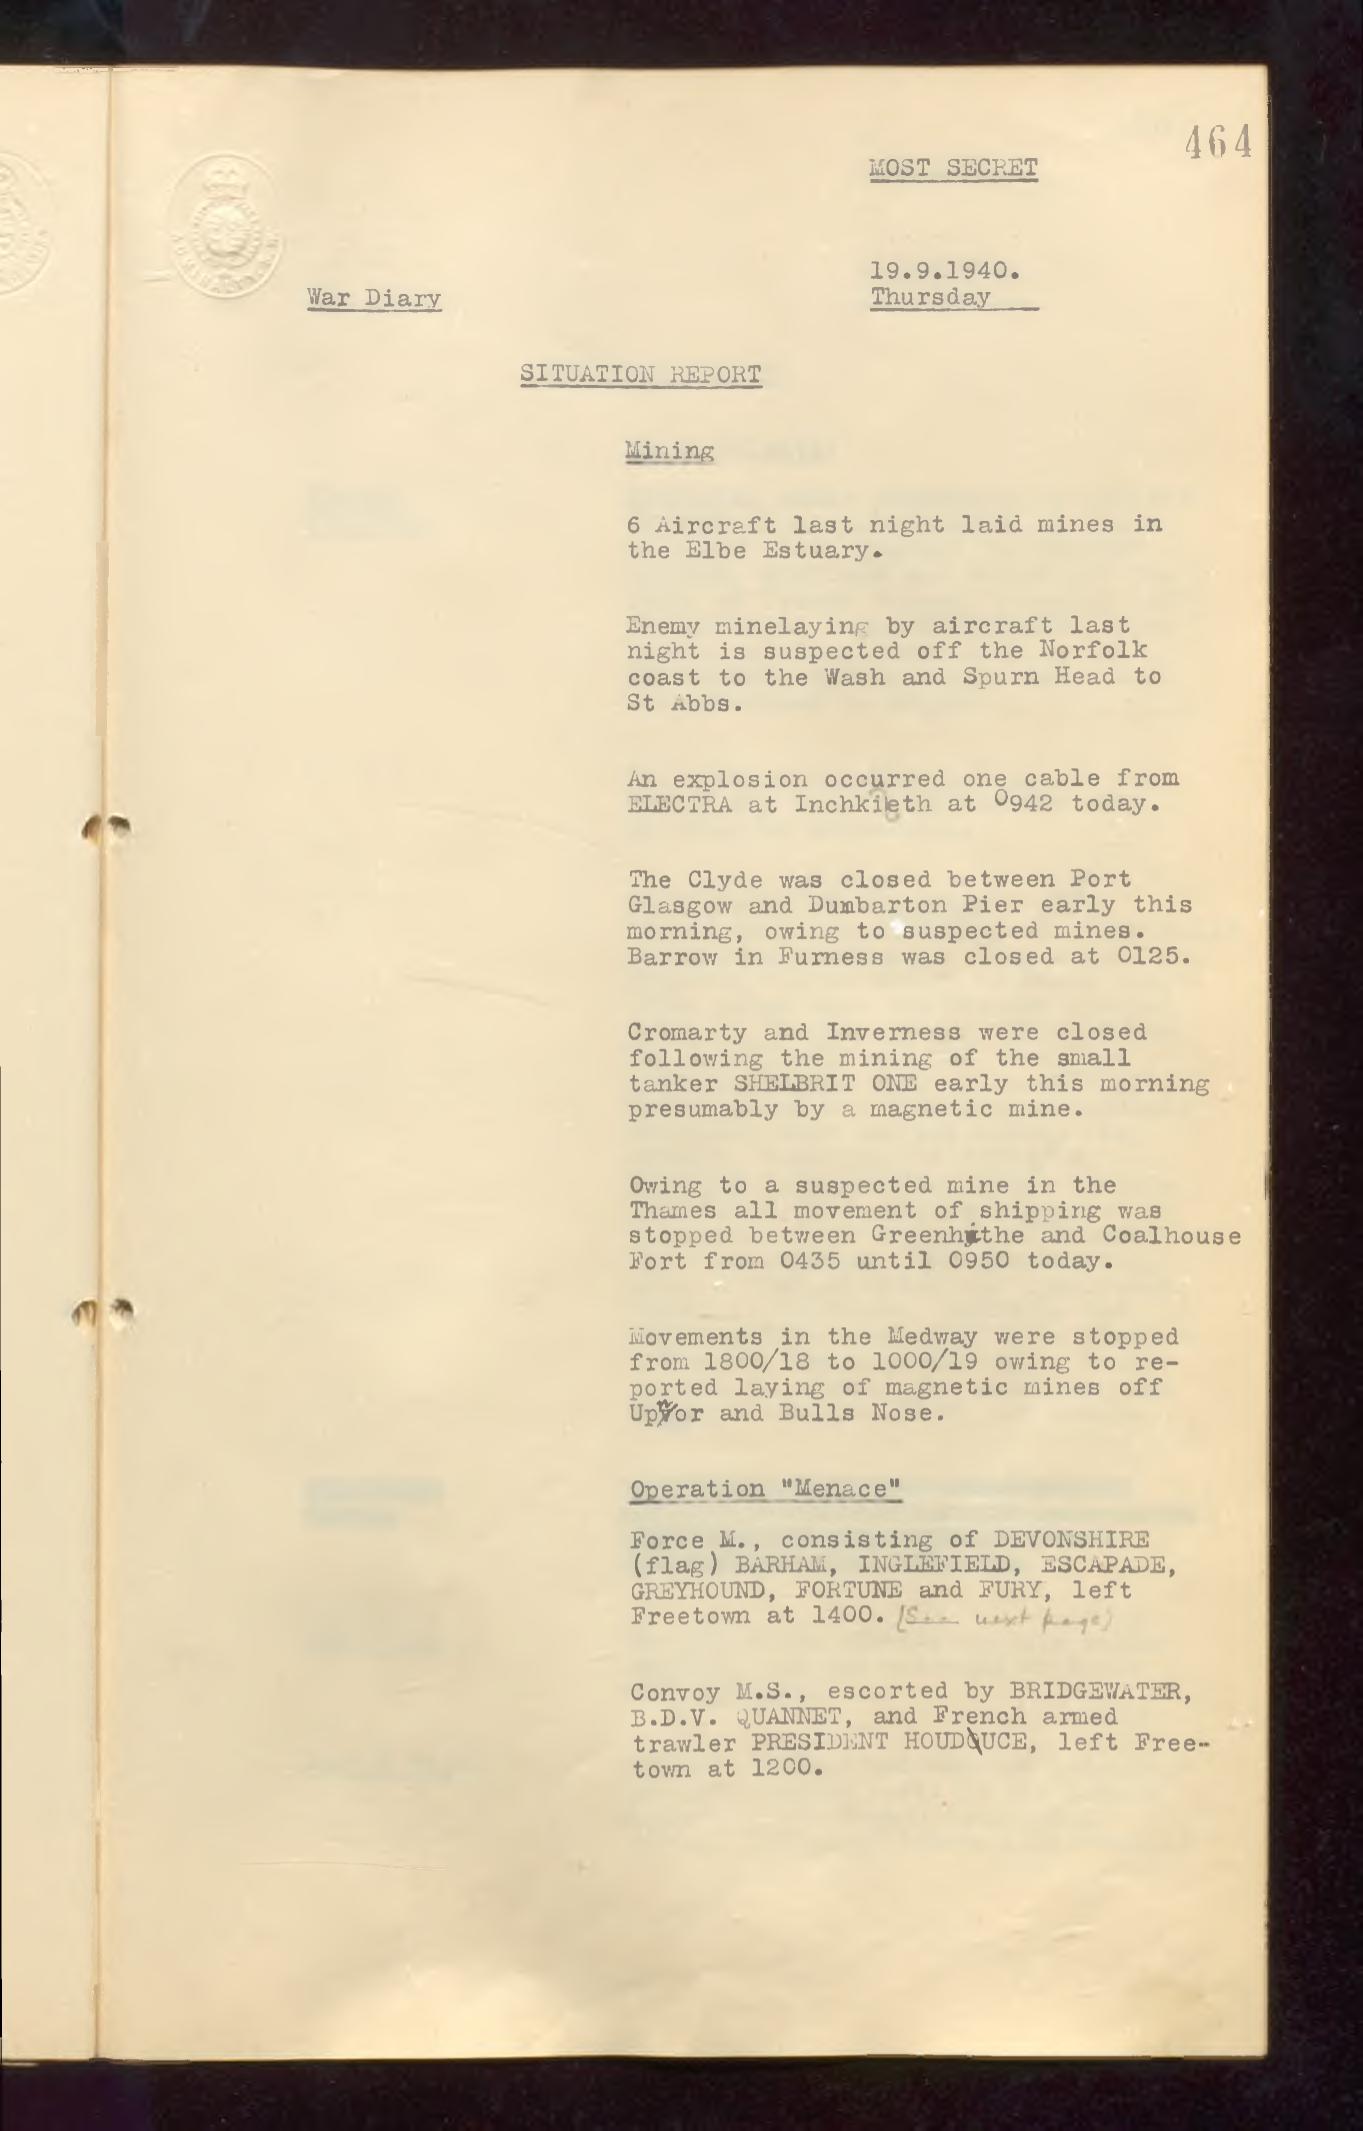 464
MOST SECRET
19.9.1940.
War Diary
Thursday
SITUATION REPORT
Mining
6 Aircraft last night laid mines in
the Elbe Estuary.
Enemy minelaying by aircraft last
night is suspected off the Norfolk
coast to the Wash and Spurn Head to
St Abbs.
An explosion occurred one cable from
ELECTRA at Inchkieth at 0942 today.
The Clyde was closed between Port
Glasgow and Dumbarton Pier early this
morning, owing to suspected mines.
Barrow in Furness was closed at 0125.
Cromarty and Inverness were closed
following the mining of the small
tanker SHELBRIT ONE early this morning
presumably by a magnetic mine.
Owing to a suspected mine in the
Thames all movement of shipping was
stopped between Greenhithe and Coalhouse
Fort from 0435 until 0950 today.
Movements in the Medway were stopped
from 1800/18 to 1000/19 owing to re-
ported laying of magnetic mines off
Upnor and Bulls Nose.
Operation "Menace"
Force M., consisting of DEVONSHIRE
(flag) BARHAM, INGLEFIELD, ESCAPADE,
GREYHOUND, FORTUNE and FURY, left
Freetown at 1400. (See next page)
Convoy M.S., escorted by BRIDGEWATER,
B.D.V. QUANNET, and French armed
trawler PRESIDENT HOUDUCE, left Free-
town at 1200.